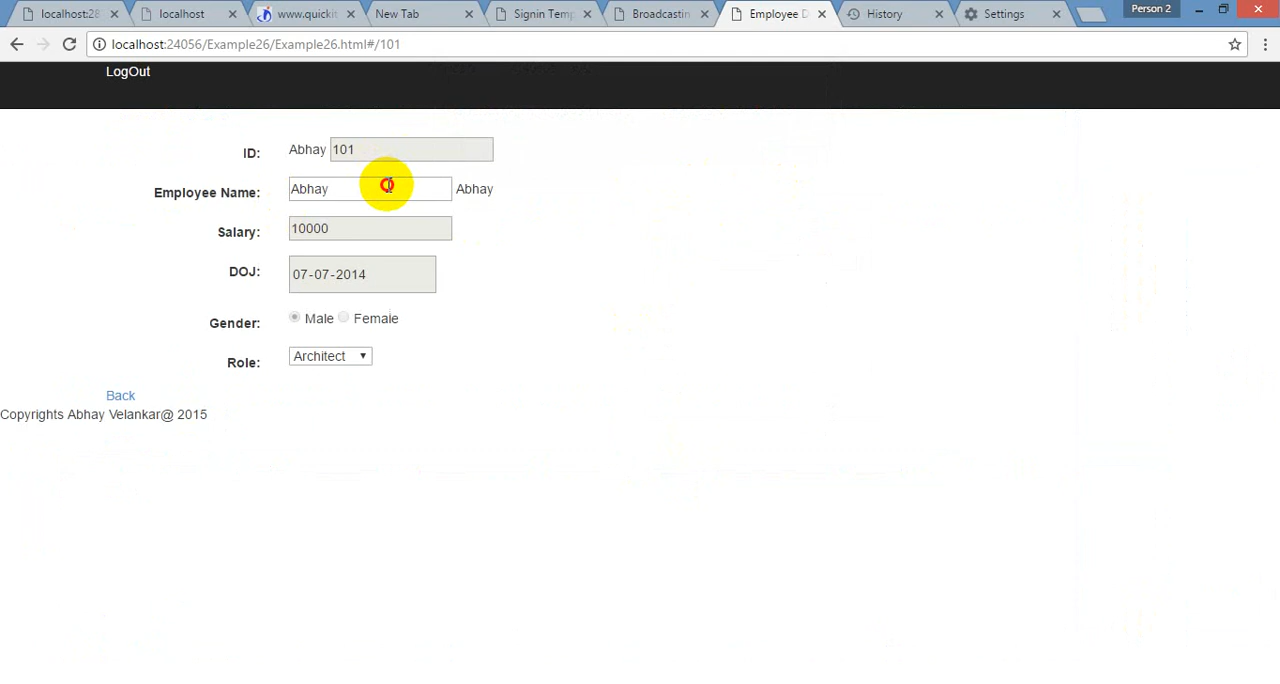 localhost:28 localhost www.quickit New Tab Signin Temp Broadcastin Employee D History Settings Person 2
localhost:24056/Example26/Example26.html#/101
LogOut
ID: Abhay 101
Employee Name: Abhay Abhay
Salary: 10000
DOJ: 07-07-2014
Gender: Male Female
Role: Architect
Back
Copyrights Abhay Velankar@ 2015